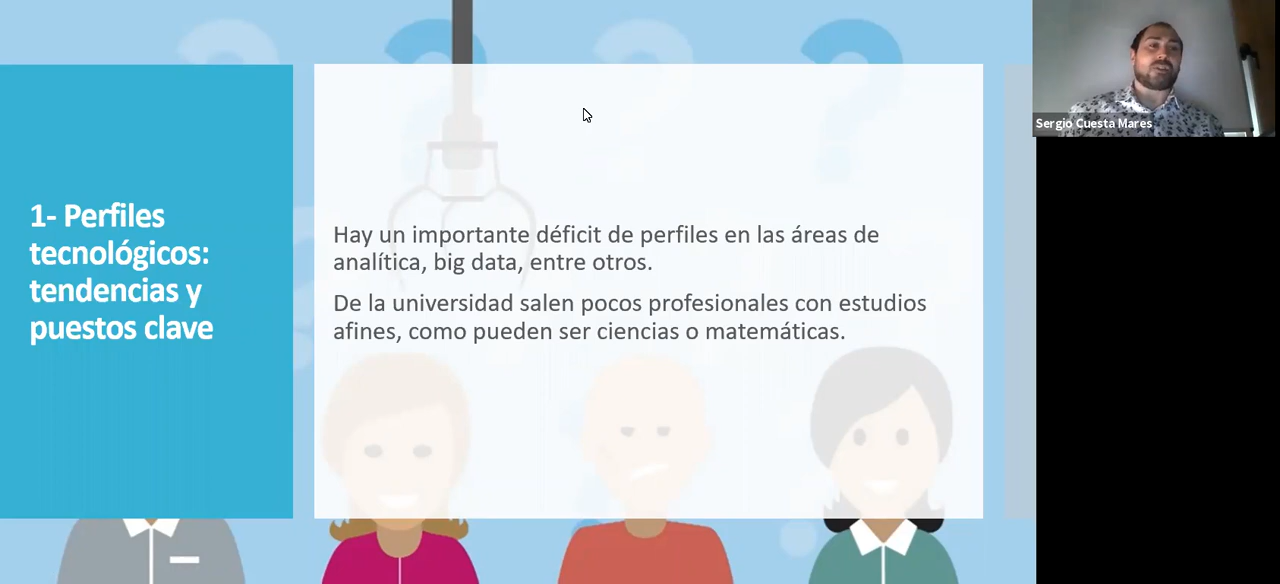 1- Perfiles
tecnológicos:
tendencias y
puestos clave
Hay un importante déficit de perfiles en las áreas de
analítica, big data, entre otros.
De la universidad salen pocos profesionales con estudios
afines, como pueden ser ciencias o matemáticas.
Sergio Cuesta Mares